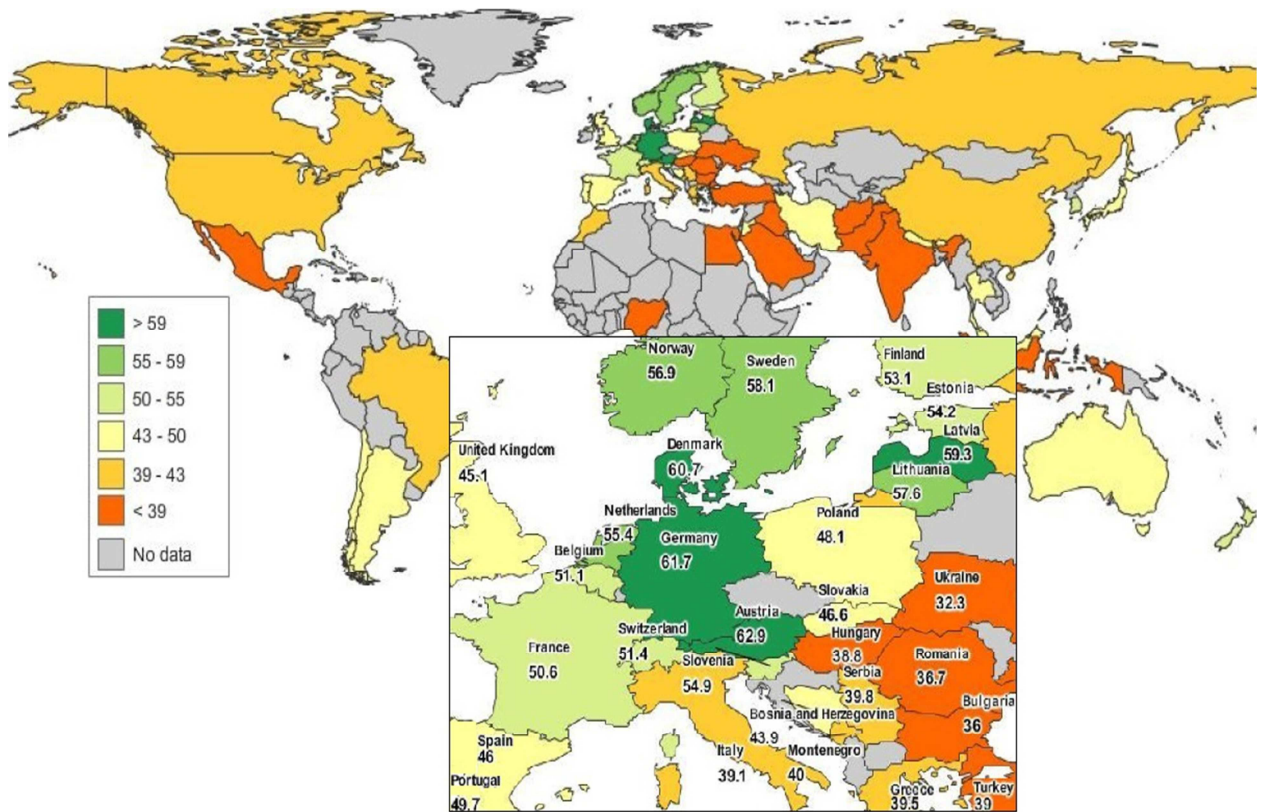 > 59
55 - 59
50 - 55
43 - 50
39 - 43
< 39
No data
Norway
56.9
Sweden
58.1
Finland
53.1
Estonia
54.2
Latvia
59.3
Lithuania
57.6
United Kingdom
45.1
Denmark
60.7
Netherlands
55.4
Germany
61.7
Poland
48.1
Belgium
51.1
Slovakia
46.6
Ukraine
32.3
Austria
62.9
Switzerland
51.4
Hungary
38.8
France
50.6
Slovenia
54.9
Romania
36.7
Serbia
39.8
Bulgaria
36
Bosnia and Herzegovina
43.9
Spain
46
Italy
39.1
Montenegro
40
Portugal
49.7
Greece
39.5
Turkey
39